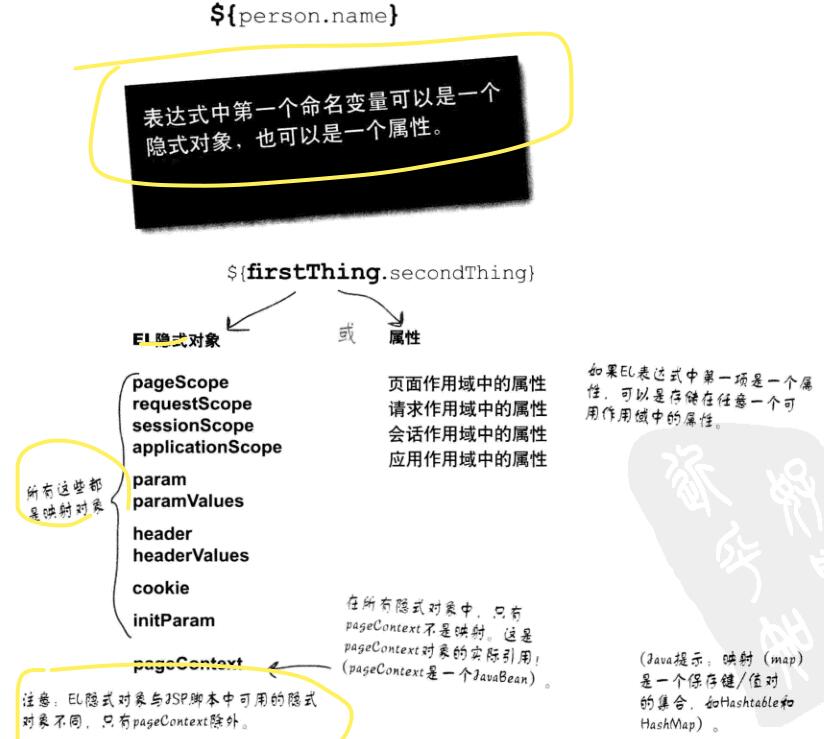 ${person.name}
表达式中第一个命名变量可以是一个
隐式对象，也可以是一个属性。
${firstThing.secondThing}
EL隐式对象
或
属性
pageScope
requestScope
sessionScope
applicationScope
param
paramValues
header
headerValues
cookie
initParam
pageContext
所有这些都
是映射对象
页面作用域中的属性
请求作用域中的属性
会话作用域中的属性
应用作用域中的属性
如果EL表达式中第一项是一个属
性，可以是存储在任意一个可
用作用域中的属性。
在所有隐式对象中，只有
pageContext不是映射。这是
pageContext对象的实际引用！
（pageContext是一个JavaBean）。
注意：EL隐式对象与JSP脚本中可用的隐式
对象不同，只有pageContext除外。
（Java提示：映射（map）
是一个保存键/值对
的集合，如Hashtable和
HashMap）。